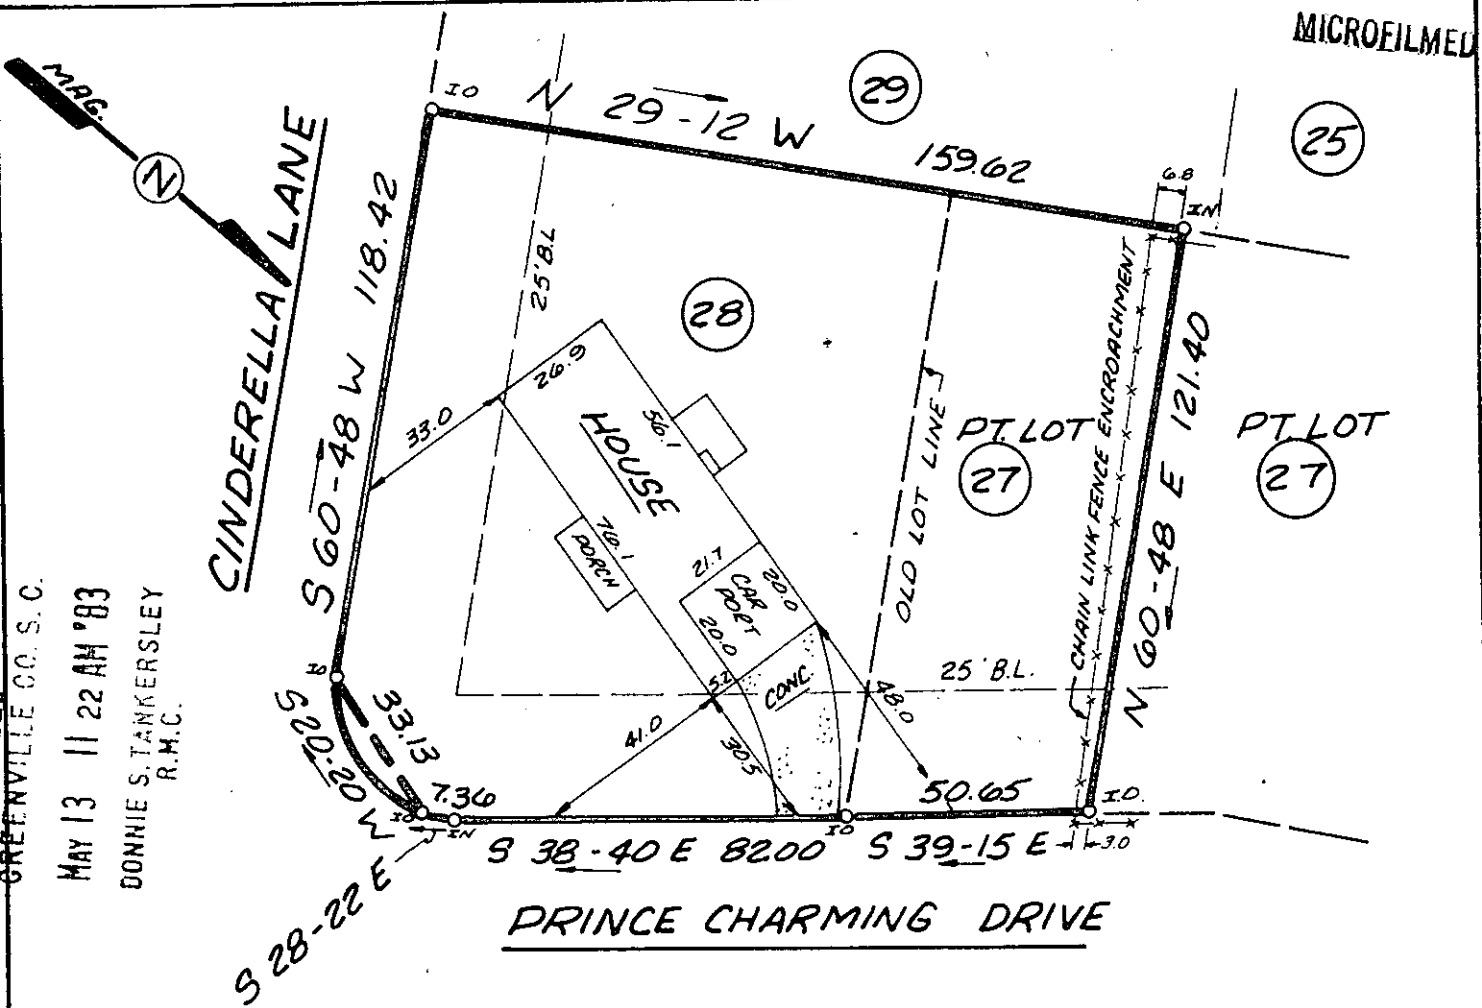 MICROFILMED
MAG.
N
CINDERELLA LANE
IO
N 29-12 W
159.62
29
25
6.8
IN
S 60-48 W 118.42
25' B.L
28
33.0
26.9
HOUSE
56.1
76.1
PORCH
21.7
CAR
PORT
20.0
20.0
5.2
CONC.
OLD LOT LINE
PT. LOT
27
CHAIN LINK FENCE ENCROACHMENT
N 60-48 E 121.40
PT. LOT
27
25' B.L.
48.0
41.0
30.5
IO
33.13
S 20-20 W
7.36
IO
IN
S 28-22 E
S 38-40 E 8200
IO
50.65
S 39-15 E
I.O.
3.0
PRINCE CHARMING DRIVE
GREENVILLE CO. S. C.
MAY 13 11 22 AM '83
DONNIE S. TANKERSLEY
R.M.C.